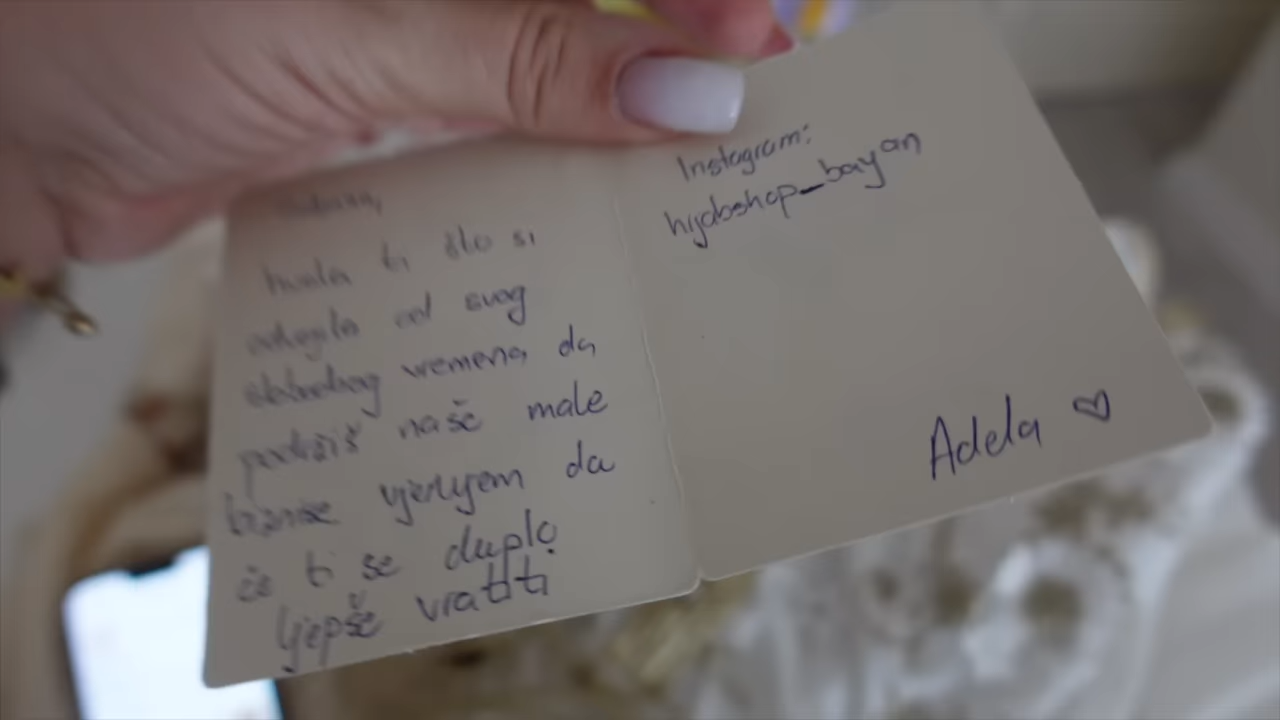 hvala ti što si
odvojila od svog
slobodnog vremena da
podržiš naše male
biznise vjerujem da
će ti se duplo
ljepše vratiti
Instagram:
hijabshop_bayan
Adela ♡